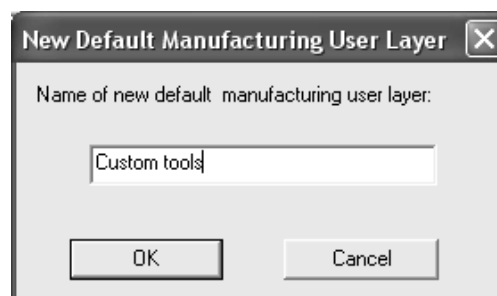 New Default Manufacturing User Layer
Name of new default manufacturing user layer:
Custom tools
OK
Cancel